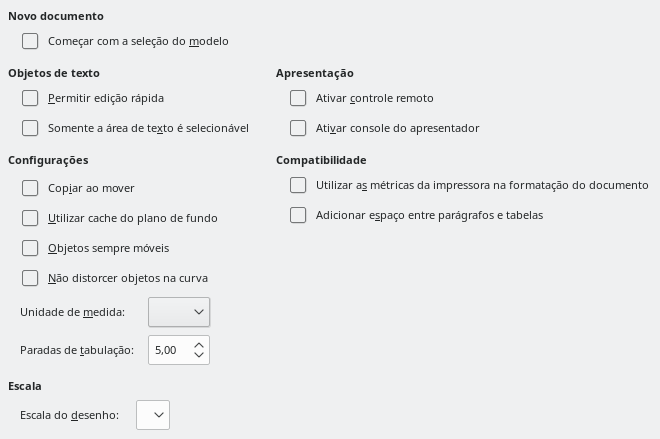 Novo documento
Começar com a seleção do modelo
Objetos de texto
Permitir edição rápida
Somente a área de texto é selecionável
Apresentação
Ativar controle remoto
Ativar console do apresentador
Configurações
Copiar ao mover
Utilizar cache do plano de fundo
Objetos sempre móveis
Não distorcer objetos na curva
Unidade de medida:
Paradas de tabulação: 5,00
Compatibilidade
Utilizar as métricas da impressora na formatação do documento
Adicionar espaço entre parágrafos e tabelas
Escala
Escala do desenho: